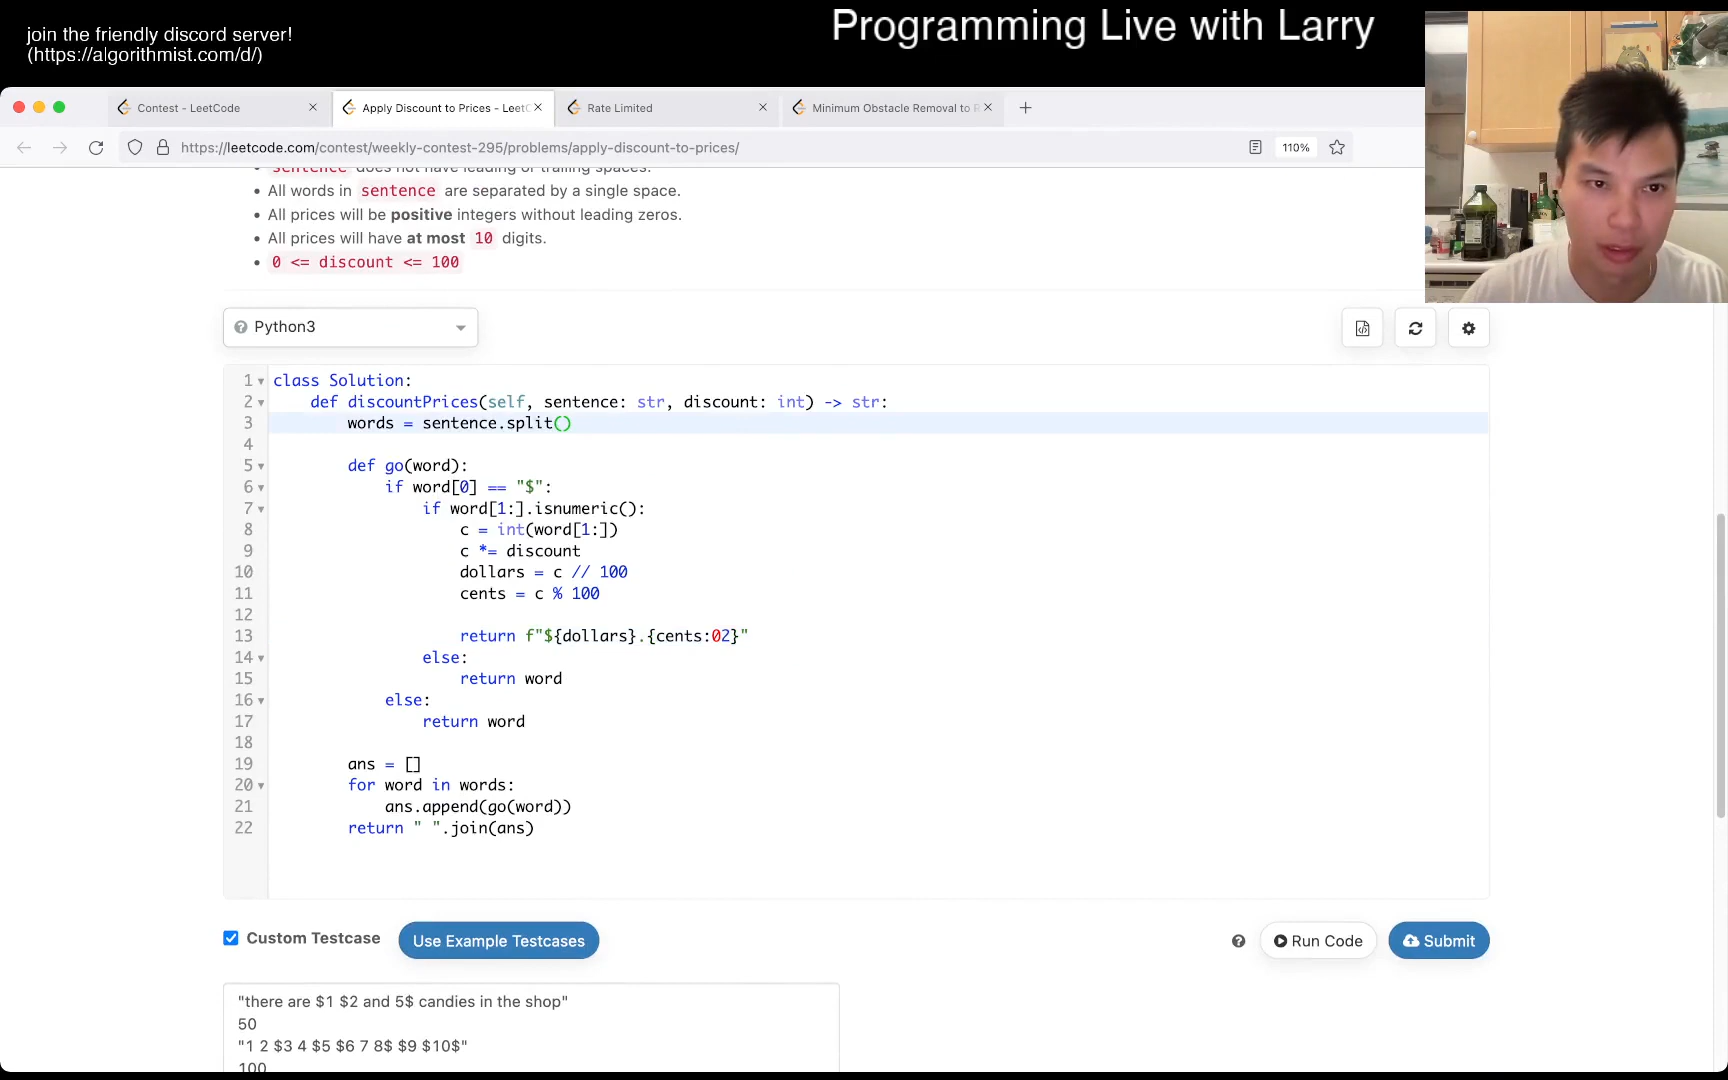 join the friendly discord server!
(https://algorithmist.com/d/)
Programming Live with Larry
Contest - LeetCode
Apply Discount to Prices - LeetC
Rate Limited
Minimum Obstacle Removal to R
https://leetcode.com/contest/weekly-contest-295/problems/apply-discount-to-prices/
110%
sentence does not have leading or trailing spaces.
All words in sentence are separated by a single space.
All prices will be positive integers without leading zeros.
All prices will have at most 10 digits.
0 <= discount <= 100
Python3
1 class Solution:
2 def discountPrices(self, sentence: str, discount: int) -> str:
3 words = sentence.split()
4
5 def go(word):
6 if word[0] == "$":
7 if word[1:].isnumeric():
8 c = int(word[1:])
9 c *= discount
10 dollars = c // 100
11 cents = c % 100
12
13 return f"${dollars}.{cents:02}"
14 else:
15 return word
16 else:
17 return word
18
19 ans = []
20 for word in words:
21 ans.append(go(word))
22 return " ".join(ans)
Custom Testcase
Use Example Testcases
Run Code
Submit
"there are $1 $2 and 5$ candies in the shop"
50
"1 2 $3 4 $5 $6 7 8$ $9 $10$"
100